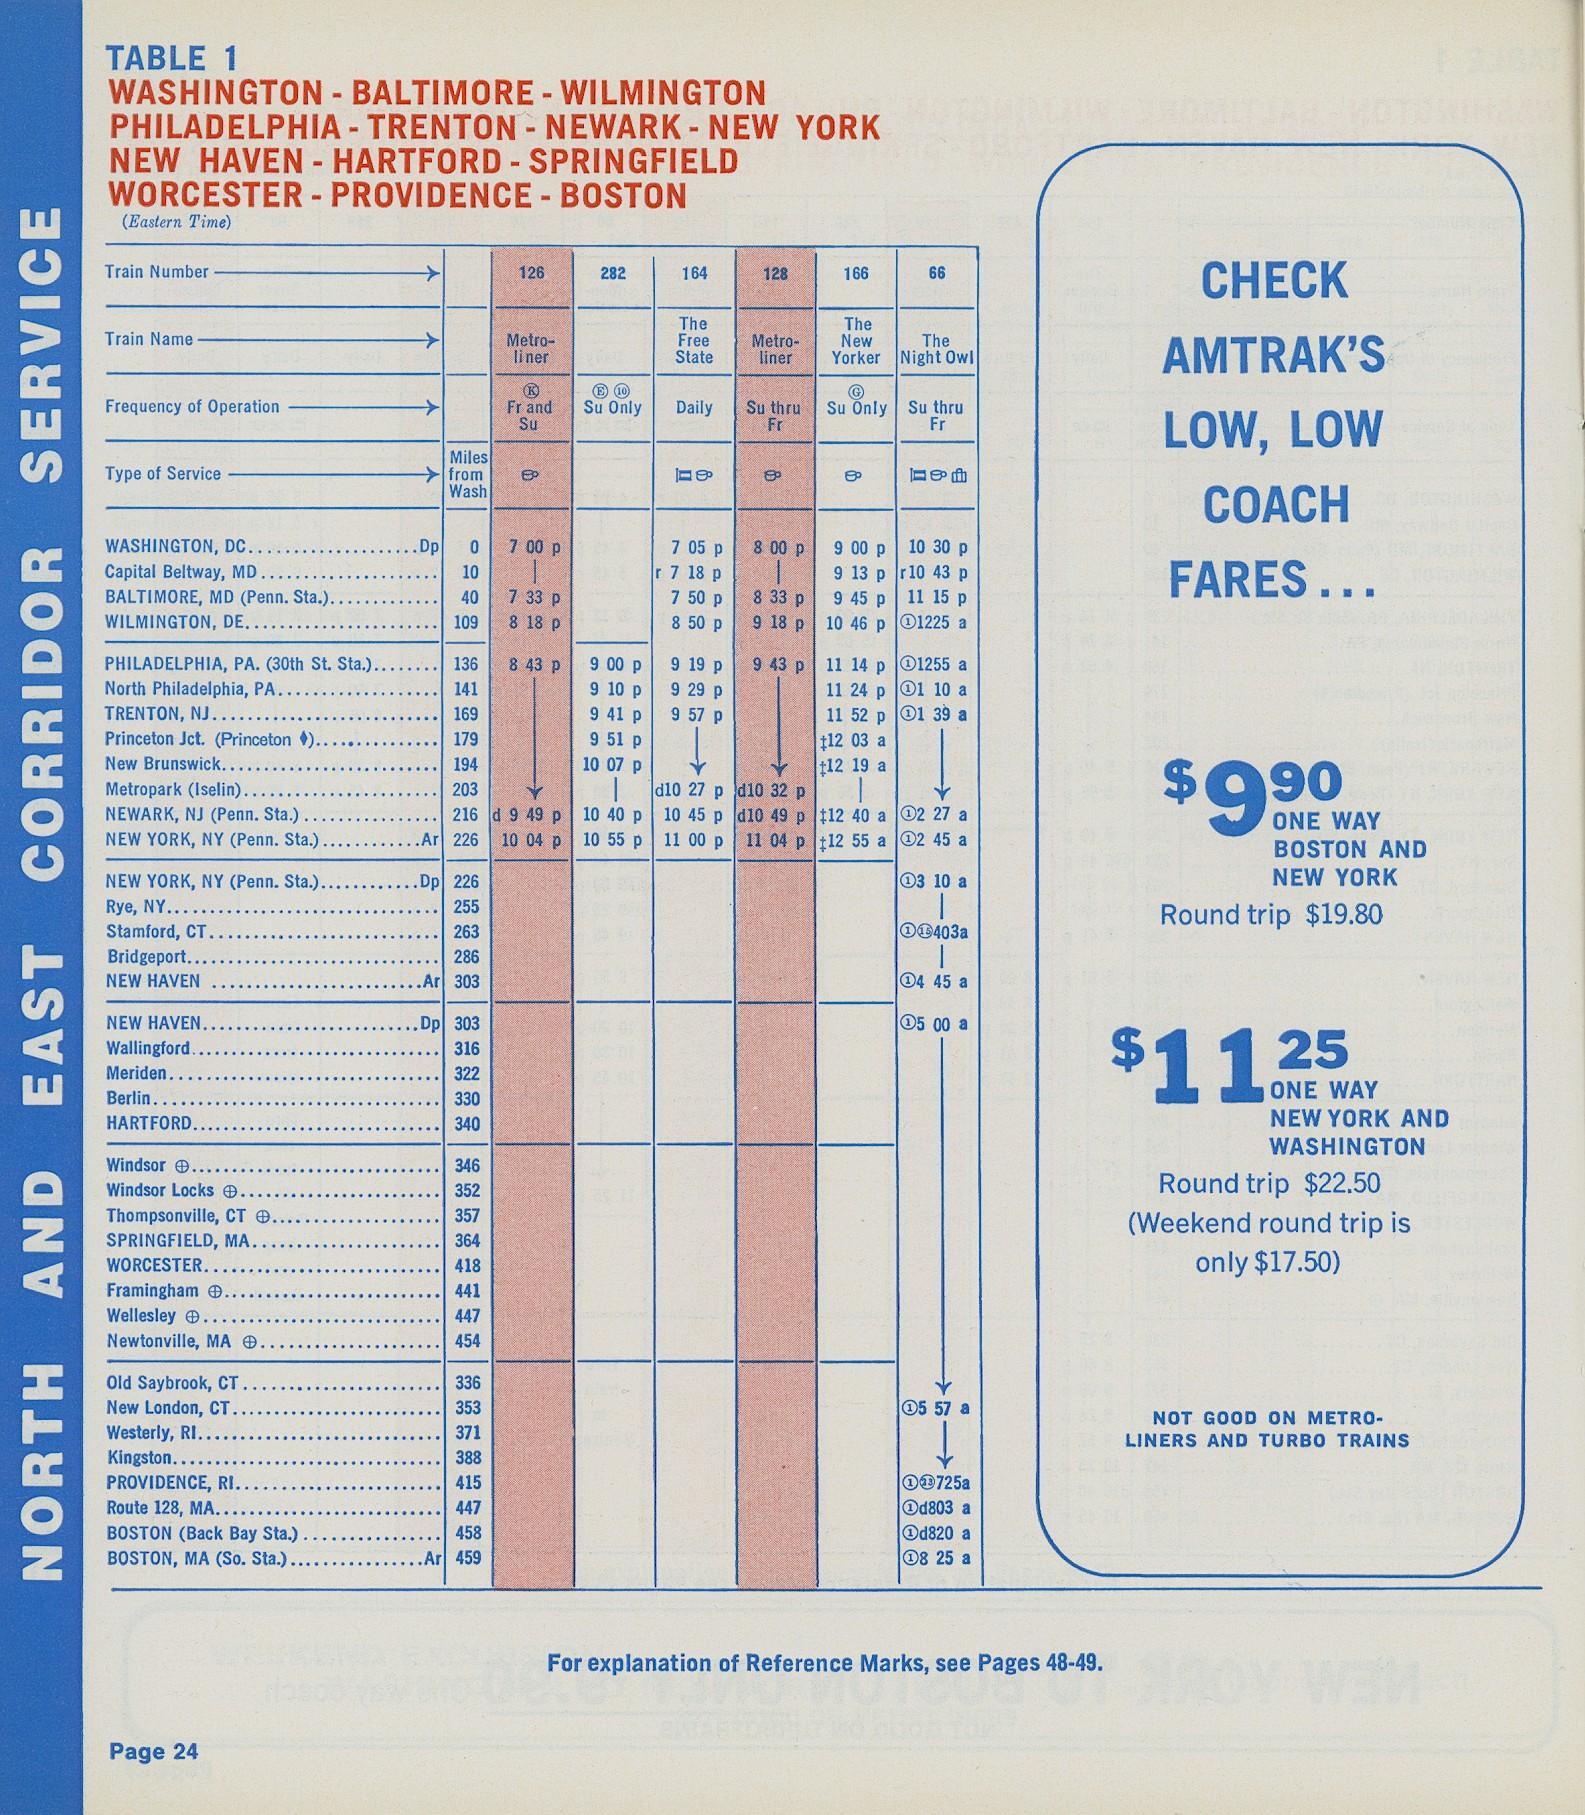 NORTH AND EAST CORRIDOR SERVICE
TABLE 1
WASHINGTON - BALTIMORE - WILMINGTON
PHILADELPHIA - TRENTON - NEWARK - NEW YORK
NEW HAVEN - HARTFORD - SPRINGFIELD
WORCESTER - PROVIDENCE - BOSTON
(Eastern Time)
Train Number 126 282 164 128 166 66
Train Name Metro-liner The Free State Metro-liner The New Yorker The Night Owl
Frequency of Operation Ⓚ Fr and Su Ⓔ ⑩ Su Only Daily Su thru Fr Ⓖ Su Only Su thru Fr
Type of Service Miles from Wash
WASHINGTON, DC....................Dp 0 7 00 p 7 05 p 8 00 p 9 00 p 10 30 p
Capital Beltway, MD...................... 10 r 7 18 p 9 13 p r10 43 p
BALTIMORE, MD (Penn. Sta.)............. 40 7 33 p 7 50 p 8 33 p 9 45 p 11 15 p
WILMINGTON, DE......................... 109 8 18 p 8 50 p 9 18 p 10 46 p ①1225 a
PHILADELPHIA, PA. (30th St. Sta.)........ 136 8 43 p 9 00 p 9 19 p 9 43 p 11 14 p ①1255 a
North Philadelphia, PA................... 141 9 10 p 9 29 p 11 24 p ①1 10 a
TRENTON, NJ............................ 169 9 41 p 9 57 p 11 52 p ①1 39 a
Princeton Jct. (Princeton ♦)............... 179 9 51 p ‡12 03 a
New Brunswick.......................... 194 10 07 p ‡12 19 a
Metropark (Iselin)....................... 203 d10 27 p d10 32 p
NEWARK, NJ (Penn. Sta.) ................ 216 d 9 49 p 10 40 p 10 45 p d10 49 p ‡12 40 a ①2 27 a
NEW YORK, NY (Penn. Sta.)............Ar 226 10 04 p 10 55 p 11 00 p 11 04 p ‡12 55 a ①2 45 a
NEW YORK, NY (Penn. Sta.)............Dp 226 ①3 10 a
Rye, NY................................. 255
Stamford, CT............................ 263 ①⑮403a
Bridgeport.............................. 286
NEW HAVEN .........................Ar 303 ①4 45 a
NEW HAVEN..........................Dp 303 ①5 00 a
Wallingford.............................. 316
Meriden................................. 322
Berlin................................... 330
HARTFORD.............................. 340
Windsor ⊕.............................. 346
Windsor Locks ⊕........................ 352
Thompsonville, CT ⊕.................... 357
SPRINGFIELD, MA....................... 364
WORCESTER............................ 418
Framingham ⊕.......................... 441
Wellesley ⊕............................. 447
Newtonville, MA ⊕...................... 454
Old Saybrook, CT........................ 336
New London, CT......................... 353 ①5 57 a
Westerly, RI............................. 371
Kingston................................ 388
PROVIDENCE, RI......................... 415 ①㉓725a
Route 128, MA........................... 447 ①d803 a
BOSTON (Back Bay Sta.) ................ 458 ①d820 a
BOSTON, MA (So. Sta.)................Ar 459 ①8 25 a
CHECK
AMTRAK'S
LOW, LOW
COACH
FARES...
$9 90
ONE WAY
BOSTON AND
NEW YORK
Round trip $19.80
$11 25
ONE WAY
NEW YORK AND
WASHINGTON
Round trip $22.50
(Weekend round trip is
only $17.50)
NOT GOOD ON METRO-
LINERS AND TURBO TRAINS
For explanation of Reference Marks, see Pages 48-49.
Page 24